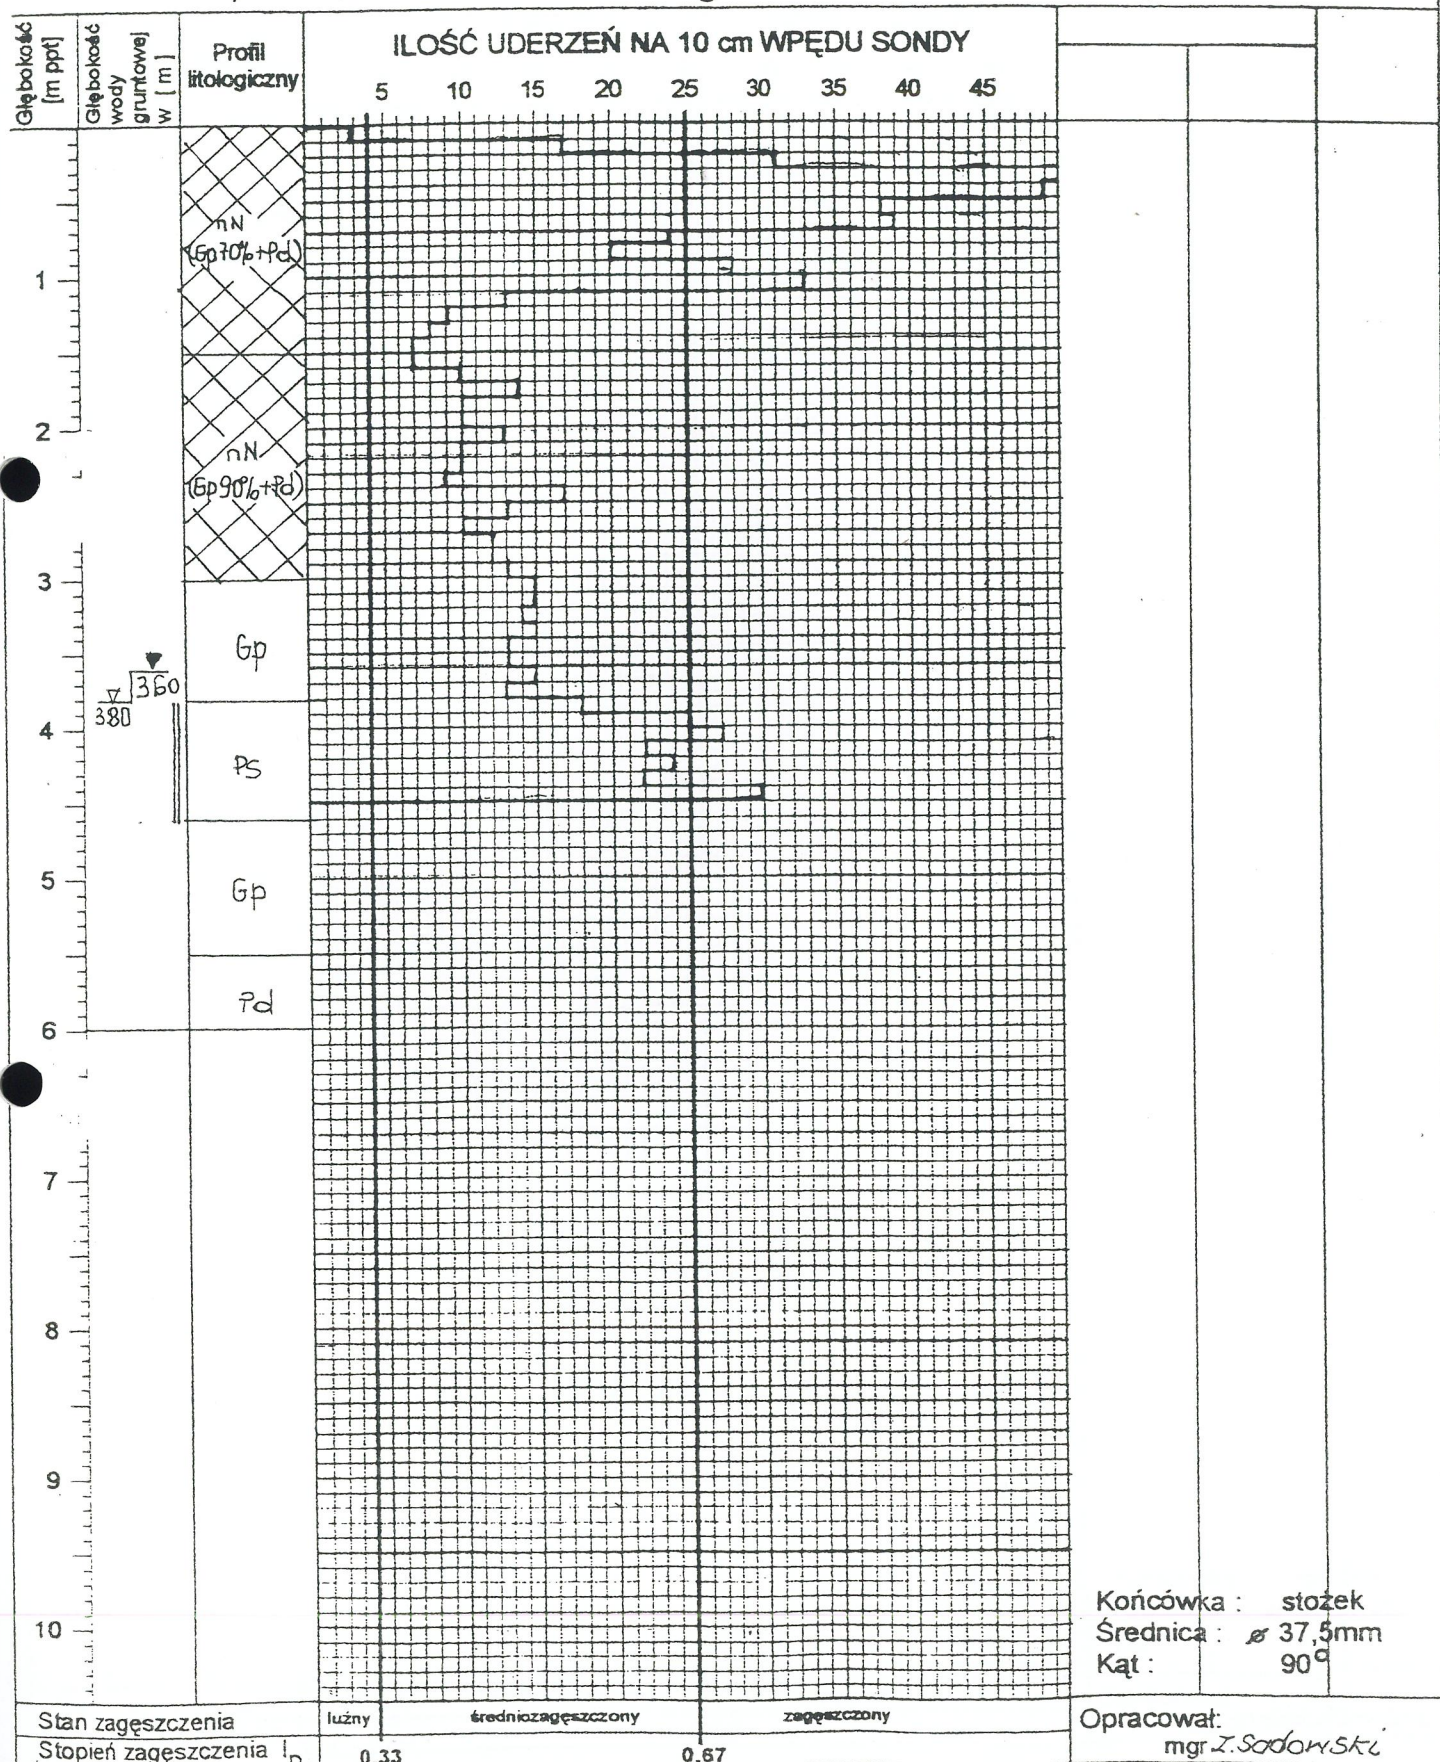 Głębokość
[m ppt]
Głębokość
wody
gruntowej
w [m]
Profil
litologiczny
ILOŚĆ UDERZEŃ NA 10 cm WPĘDU SONDY
5 10 15 20 25 30 35 40 45
nN
(Gp70%+Pd)
1
2
nN
(Gp90%+Pd)
3
Gp
360
380
4
PS
5
Gp
Pd
6
7
8
9
10
Końcówka : stożek
Średnica : ø 37,5mm
Kąt : 90°
Stan zagęszczenia luźny średniozagęszczony zagęszczony
Opracował:
mgr I. Sadowski
Stopień zagęszczenia I D 0.33 0.67